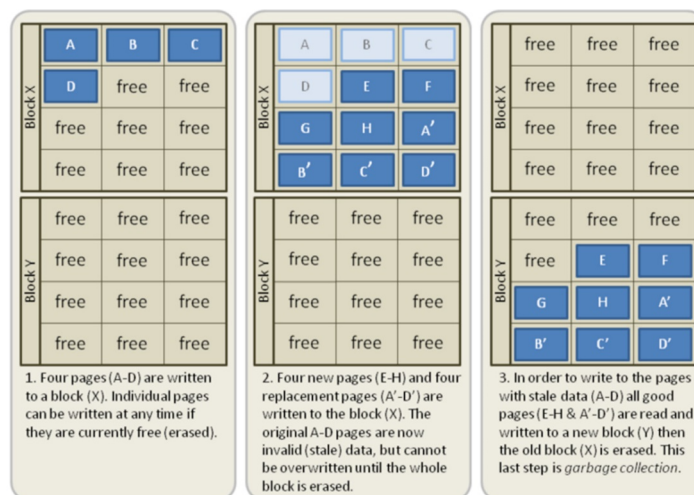 Block X
A B C
D free free
free free free
free free free
Block Y
free free free
free free free
free free free
free free free
1. Four pages (A-D) are written
to a block (X). Individual pages
can be written at any time if
they are currently free (erased).
Block X
A B C
D E F
G H A'
B' C' D'
Block Y
free free free
free free free
free free free
free free free
2. Four new pages (E-H) and four
replacement pages (A'-D') are
written to the block (X). The
original A-D pages are now
invalid (stale) data, but cannot
be overwritten until the whole
block is erased.
Block X
free free free
free free free
free free free
free free free
Block Y
free free free
free E F
G H A'
B' C' D'
3. In order to write to the pages
with stale data (A-D) all good
pages (E-H & A'-D') are read and
written to a new block (Y) then
the old block (X) is erased. This
last step is garbage collection.